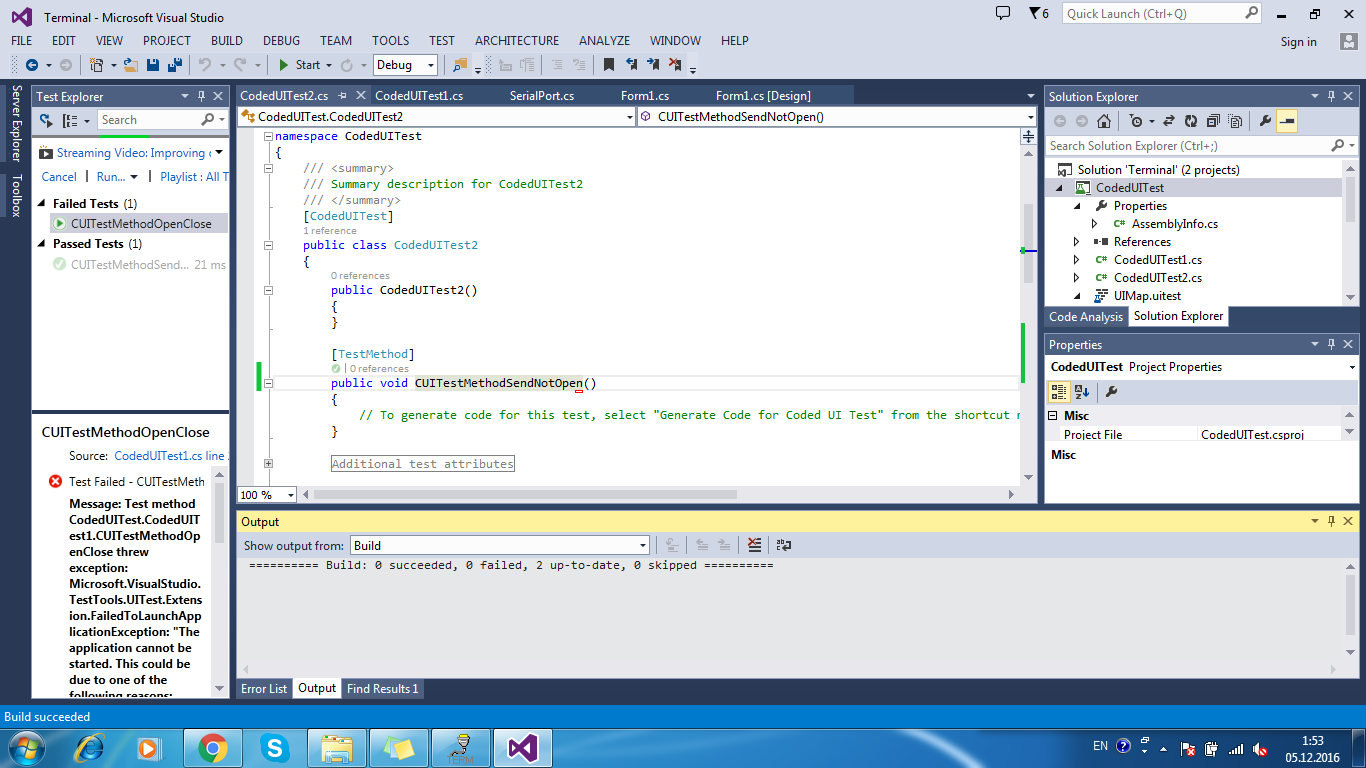 Terminal - Microsoft Visual Studio
6
Quick Launch (Ctrl+Q)
FILE EDIT VIEW PROJECT BUILD DEBUG TEAM TOOLS TEST ARCHITECTURE ANALYZE WINDOW HELP
Sign in
Start
Debug
Server Explorer
Toolbox
Test Explorer
Search
Streaming Video: Improving
Cancel | Run... | Playlist : All T
Failed Tests (1)
CUITestMethodOpenClose
Passed Tests (1)
CUITestMethodSend... 21 ms
CUITestMethodOpenClose
Source: CodedUITest1.cs line
Test Failed - CUITestMeth
Message: Test method
CodedUITest.CodedUIT
est1.CUITestMethodOp
enClose threw
exception:
Microsoft.VisualStudio.
TestTools.UITest.Extens
ion.FailedToLaunchApp
licationException: "The
application cannot be
started. This could be
due to one of the
following reasons:
CodedUITest2.cs CodedUITest1.cs SerialPort.cs Form1.cs Form1.cs [Design]
CodedUITest.CodedUITest2
CUITestMethodSendNotOpen()
namespace CodedUITest
{
/// <summary>
/// Summary description for CodedUITest2
/// </summary>
[CodedUITest]
1 reference
public class CodedUITest2
{
0 references
public CodedUITest2()
{
}
[TestMethod]
| 0 references
public void CUITestMethodSendNotOpen()
{
// To generate code for this test, select "Generate Code for Coded UI Test" from the shortcut m
}
Additional test attributes
100 %
Solution Explorer
Search Solution Explorer (Ctrl+;)
Solution 'Terminal' (2 projects)
CodedUITest
Properties
AssemblyInfo.cs
References
CodedUITest1.cs
CodedUITest2.cs
UIMap.uitest
Code Analysis Solution Explorer
Properties
CodedUITest Project Properties
Misc
Project File CodedUITest.csproj
Misc
Output
Show output from: Build
========== Build: 0 succeeded, 0 failed, 2 up-to-date, 0 skipped ==========
Error List Output Find Results 1
Build succeeded
TERM
EN
1:53
05.12.2016